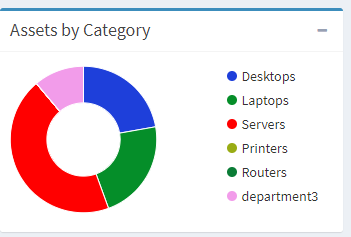 Assets by Category
Desktops
Laptops
Servers
Printers
Routers
department3